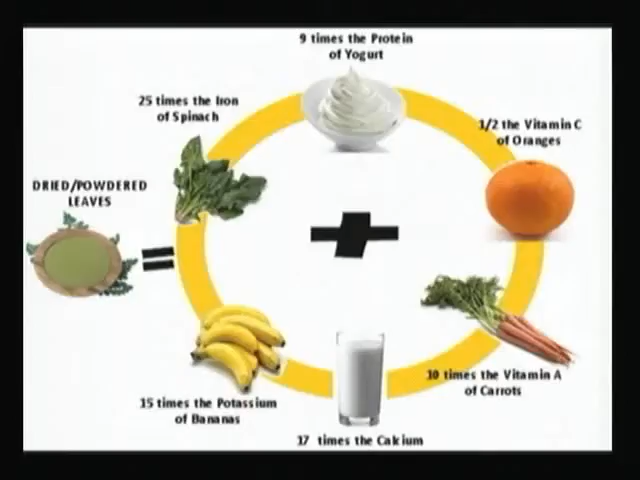 9 times the Protein
of Yogurt
25 times the Iron
of Spinach
1/2 the Vitamin C
of Oranges
DRIED/POWDERED
LEAVES
10 times the Vitamin A
of Carrots
15 times the Potassium
of Bananas
17 times the Calcium